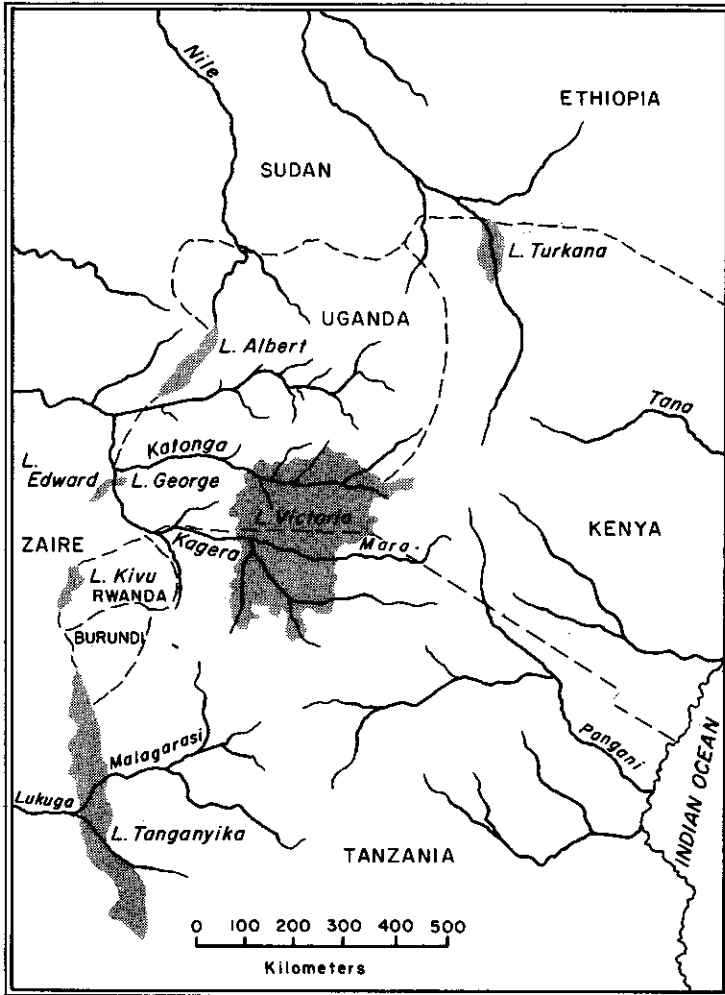 Nile
ETHIOPIA
SUDAN
L. Turkana
UGANDA
L. Albert
Tana
Katonga
L.
Edward
L. George
L. Victoria
KENYA
ZAIRE
Kagera
Mara
L. Kivu
RWANDA
BURUNDI
Pangani
INDIAN OCEAN
Malagarasi
Lukuga
L. Tanganyika
TANZANIA
0 100 200 300 400 500
Kilometers